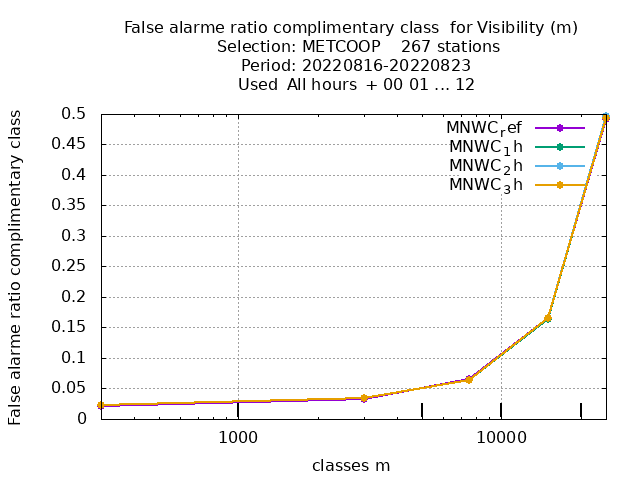 False alarme ratio complimentary class  for Visibility (m)
Selection: METCOOP    267 stations
Period: 20220816-20220823
Used  All hours  + 00 01 ... 12
False alarme ratio complimentary class
0.5
0.45
0.4
0.35
0.3
0.25
0.2
0.15
0.1
0.05
0
MNWC_ref
MNWC_1h
MNWC_2h
MNWC_3h
1000
10000
classes m